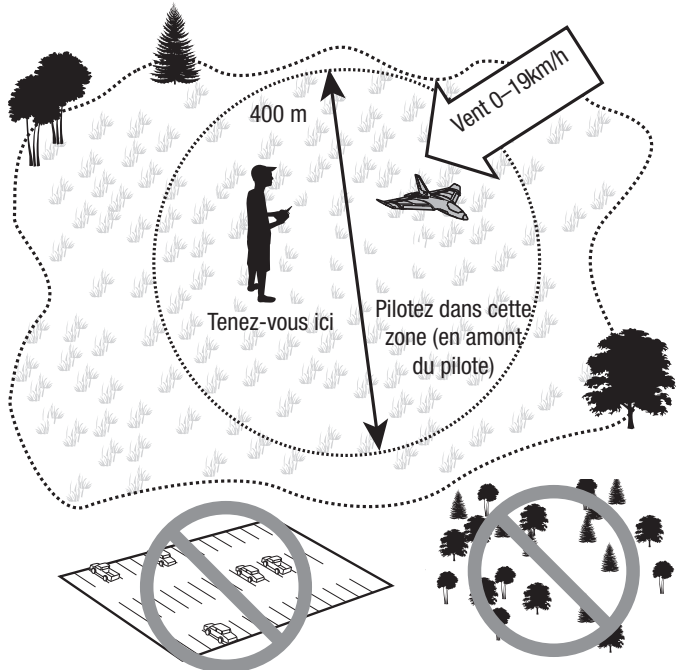 400 m
Vent 0–19km/h
Tenez-vous ici
Pilotez dans cette
zone (en amont
du pilote)